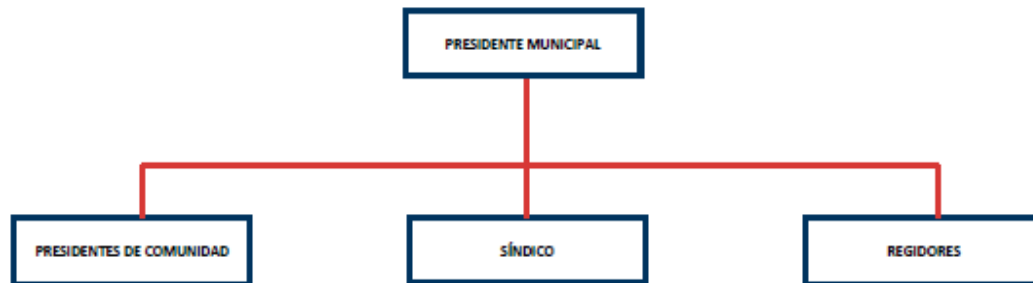 PRESIDENTE MUNICIPAL
PRESIDENTES DE COMUNIDAD
SÍNDICO
REGIDORES